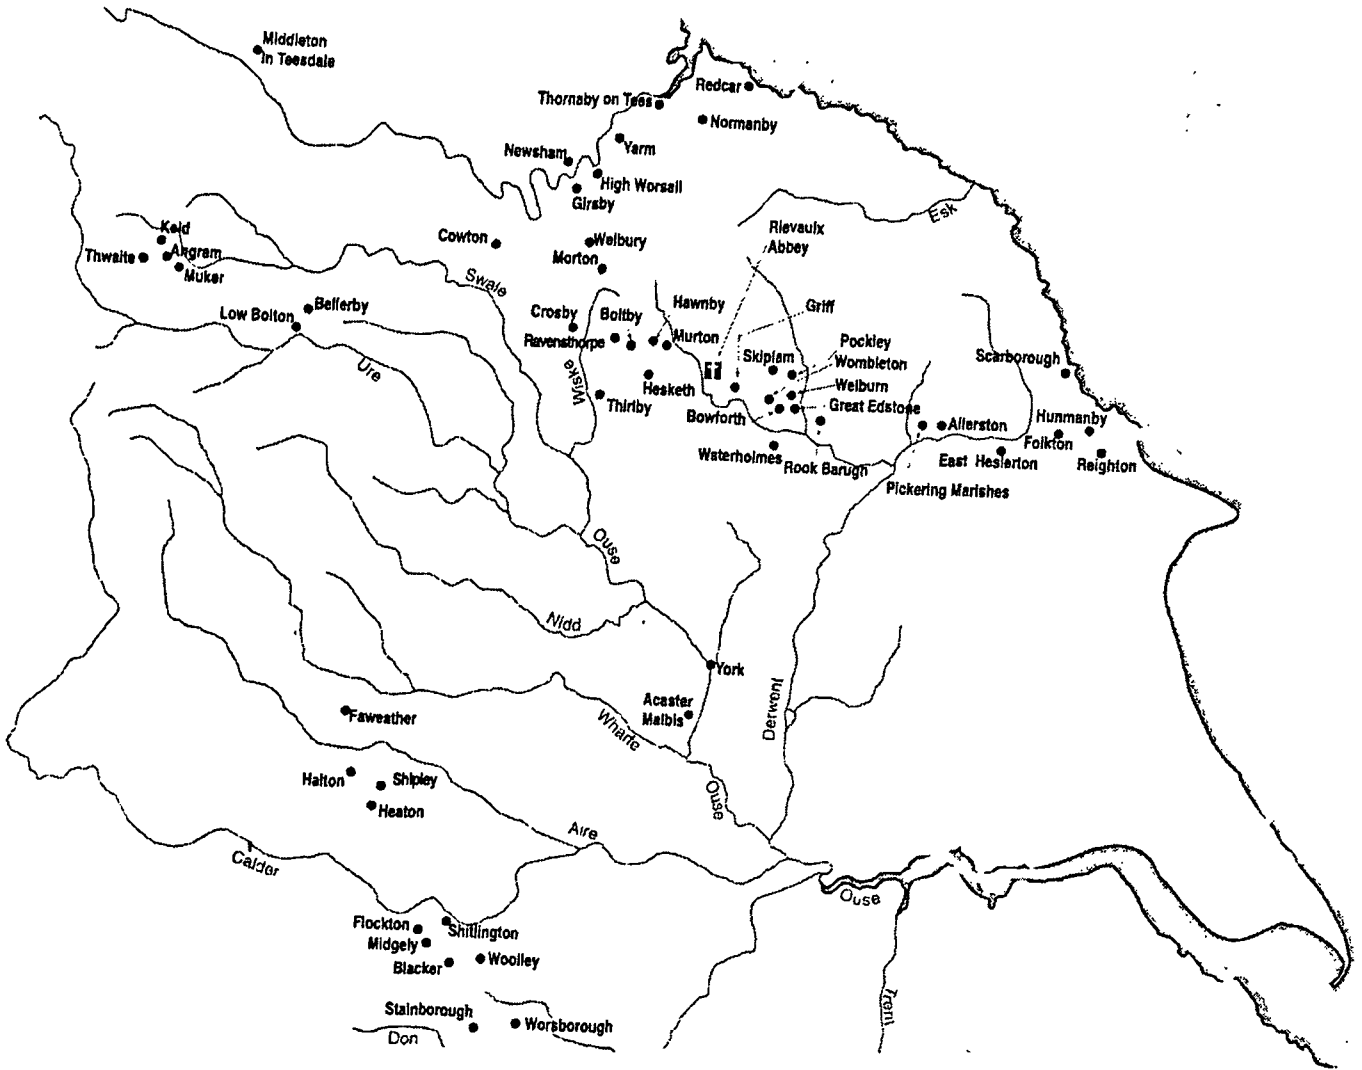 Middleton
in Teesdale
Redcar
Thornaby on Tees
Normanby
Yarm
Newsham
High Worsall
Girsby
Esk
Keld
Cowton
Welbury
Rievaulx
Abbey
Thwaite
Angram
Morton
Muker
Swale
Bellerby
Low Bolton
Crosby
Boltby
Hawnby
Griff
Ravensthorpe
Murton
Pockley
Skiplam
Wombleton
Scarborough
Ure
Wiske
Hesketh
Welburn
Thirlby
Great Edstone
Bowforth
Hunmanby
Allerston
Folkton
Waterholmes
Rook Barugh
East Heslerton
Reighton
Pickering Marishes
Ouse
Nidd
York
Acaster
Malbis
Derwent
Faweather
Wharfe
Halton
Shipley
Heaton
Ouse
Aire
Calder
Ouse
Flockton
Shitlington
Midgely
Woolley
Blacker
Trent
Stainborough
Worsborough
Don